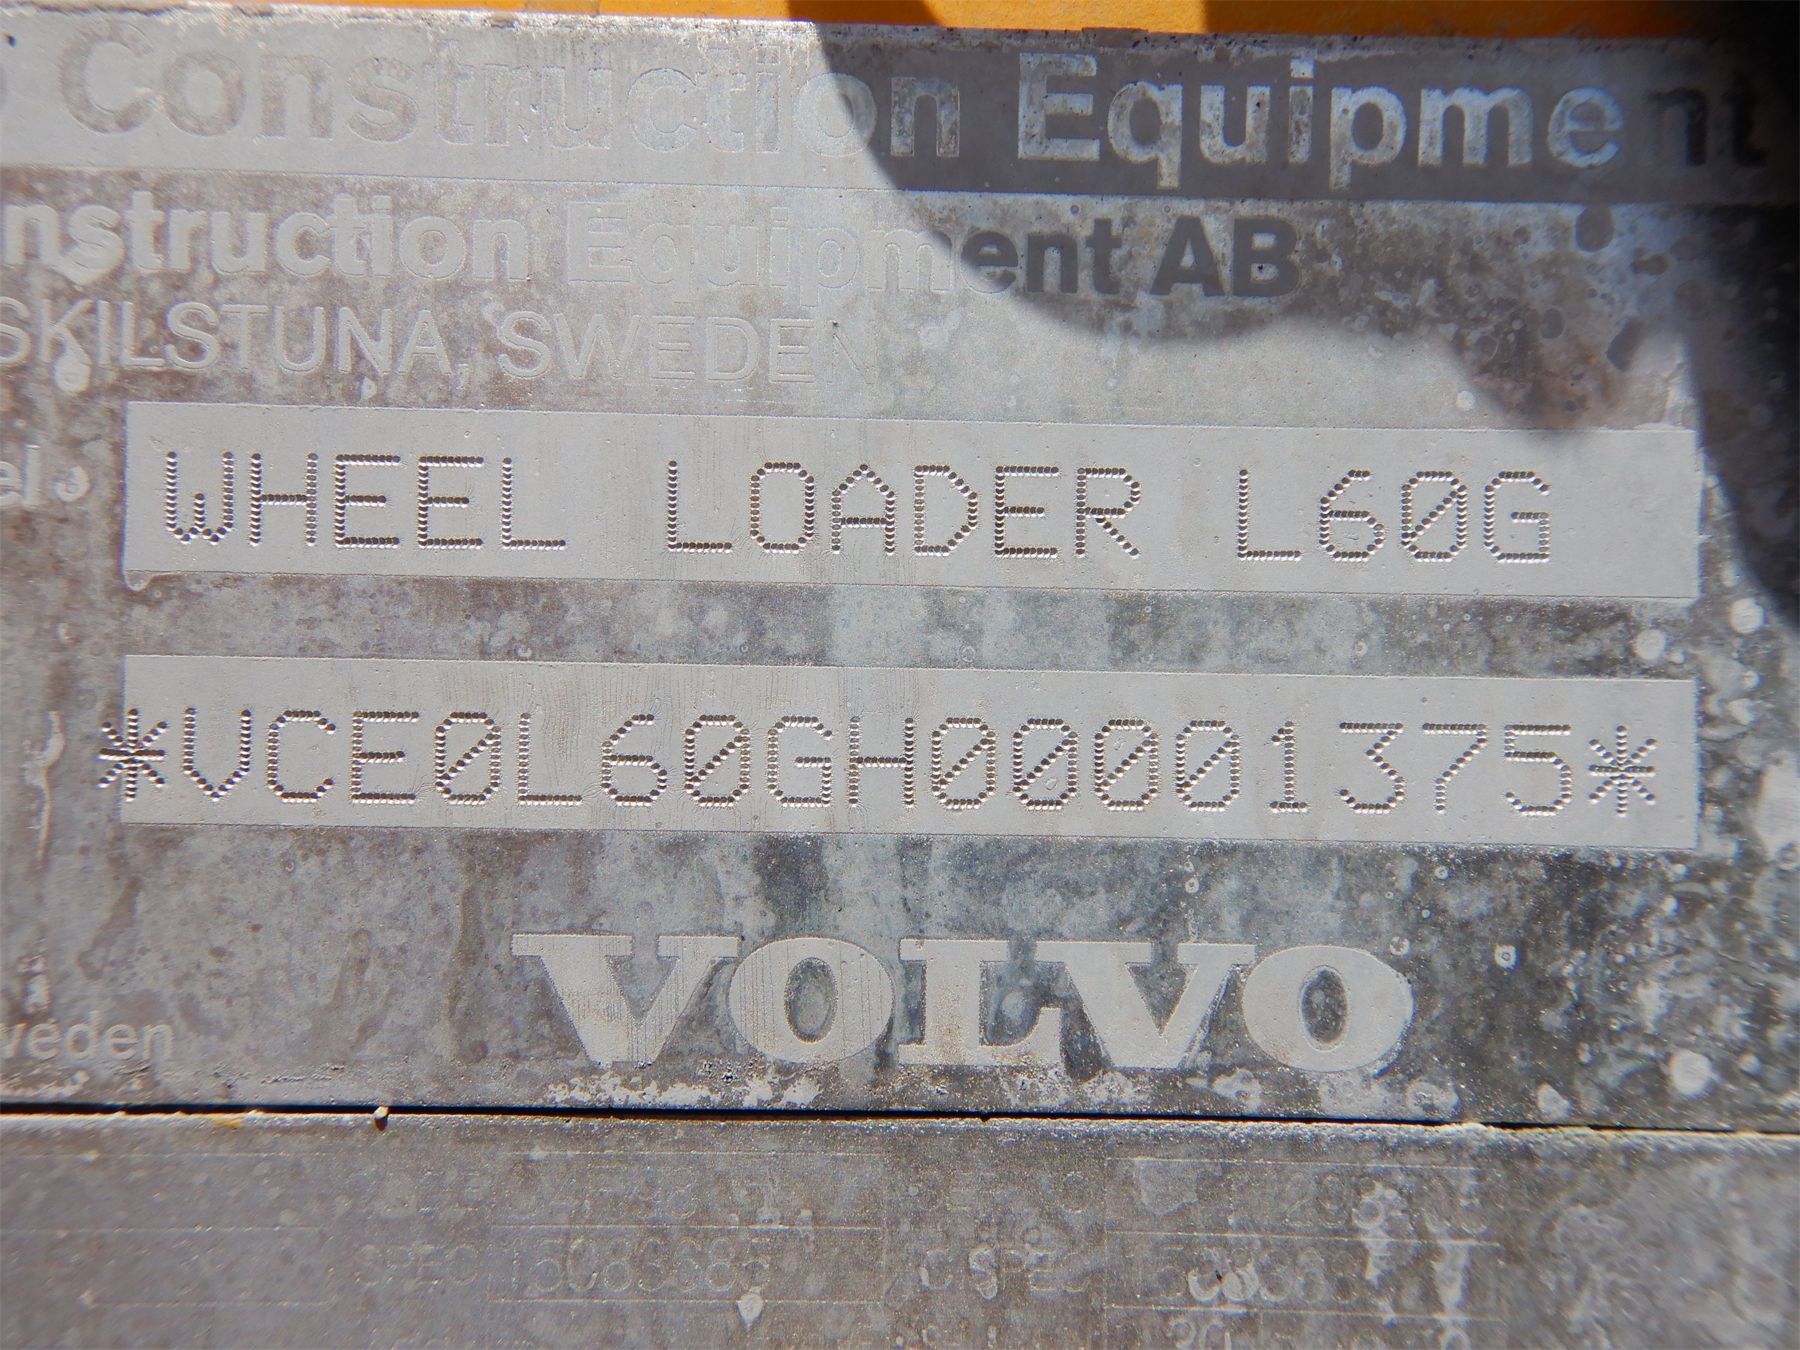 Construction Equipment
nstruction Equipment AB
SKILSTUNA, SWEDEN
WHEEL LOADER L60G
*VCE0L60GH00001375*
VOLVO
weden